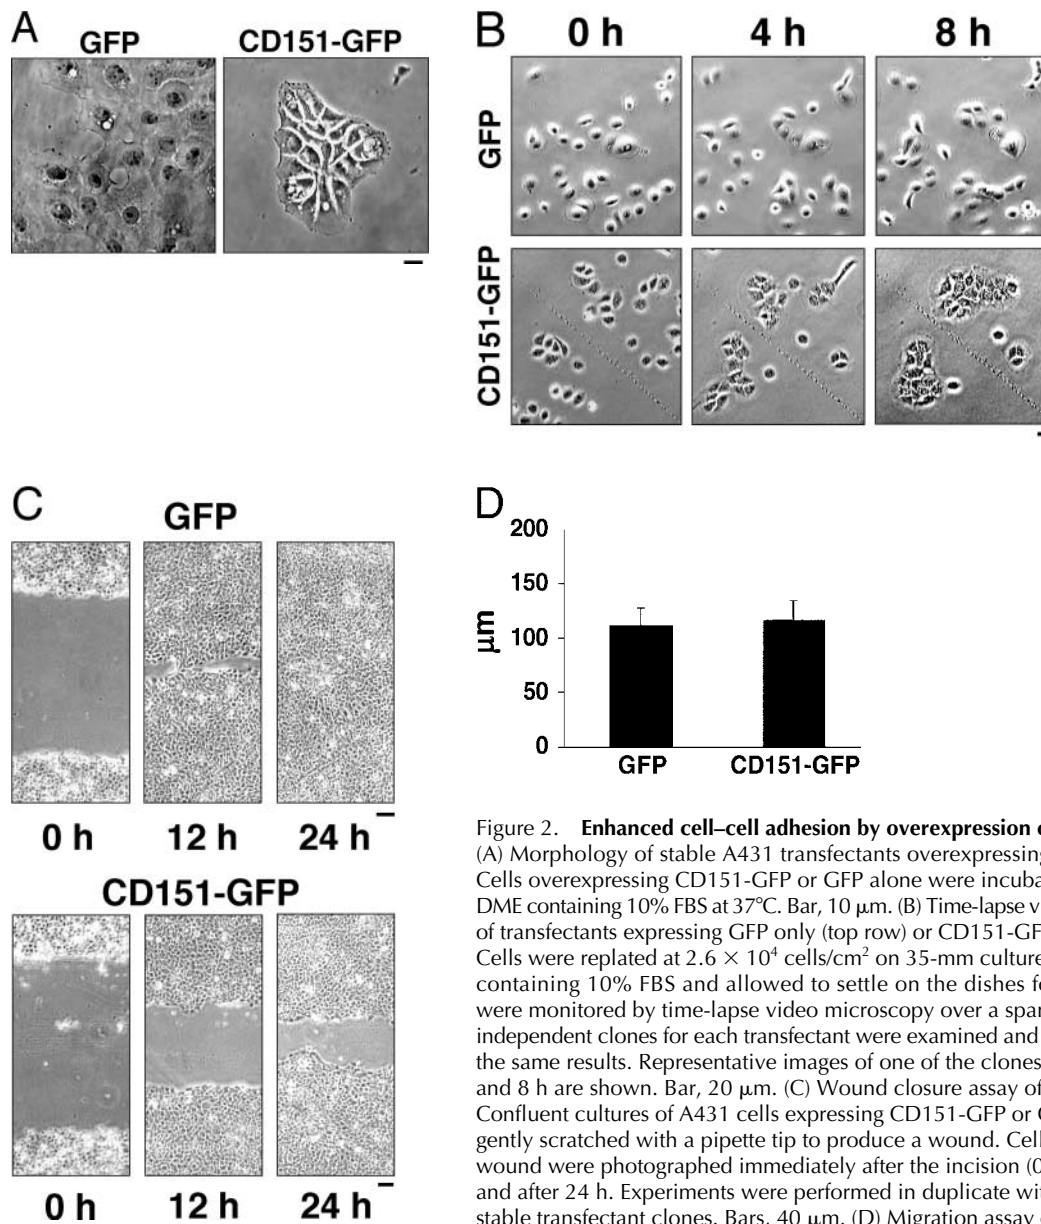 A
GFP
CD151-GFP
B
0 h
4 h
8 h
GFP
CD151-GFP
C
GFP
0 h
12 h
24 h
CD151-GFP
0 h
12 h
24 h
D
200
150
100
50
0
μm
GFP
CD151-GFP
Figure 2. Enhanced cell–cell adhesion by overexpression
(A) Morphology of stable A431 transfectants overexpressing
Cells overexpressing CD151-GFP or GFP alone were incuba
DME containing 10% FBS at 37°C. Bar, 10 μm. (B) Time-lapse v
of transfectants expressing GFP only (top row) or CD151-GF
Cells were replated at 2.6 × 10⁴ cells/cm² on 35-mm culture
containing 10% FBS and allowed to settle on the dishes f
were monitored by time-lapse video microscopy over a spar
independent clones for each transfectant were examined and
the same results. Representative images of one of the clones
and 8 h are shown. Bar, 20 μm. (C) Wound closure assay of
Confluent cultures of A431 cells expressing CD151-GFP or
gently scratched with a pipette tip to produce a wound. Cell
wound were photographed immediately after the incision (0
and after 24 h. Experiments were performed in duplicate wit
stable transfectant clones. Bars, 40 μm. (D) Migration assay